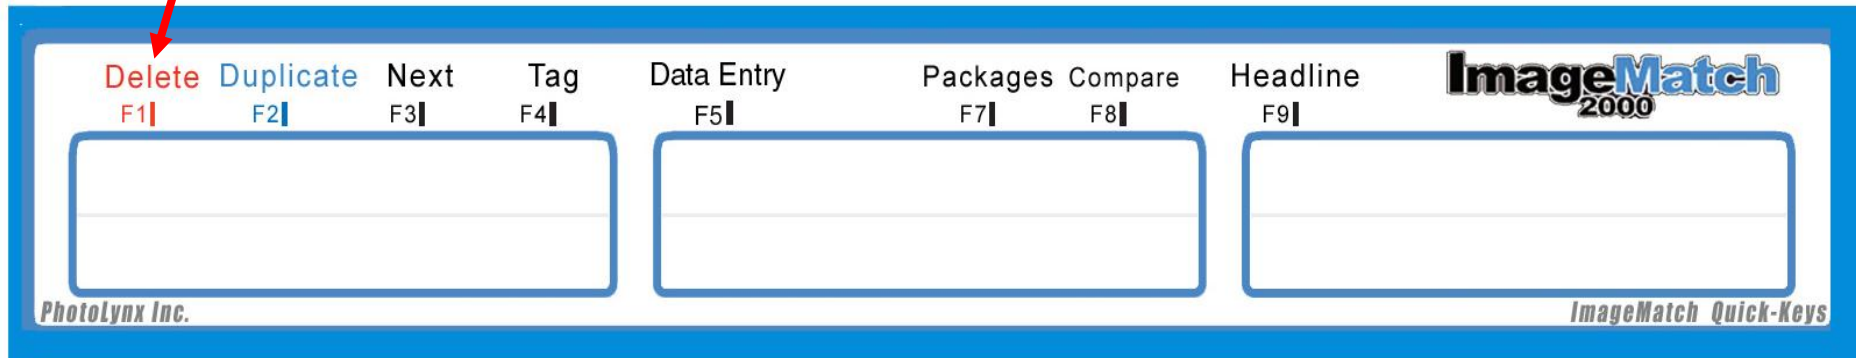 Delete Duplicate Next Tag Data Entry Packages Compare Headline ImageMatch
F1 F2 F3 F4 F5 F7 F8 F9 2000
PhotoLynx Inc. ImageMatch Quick-Keys